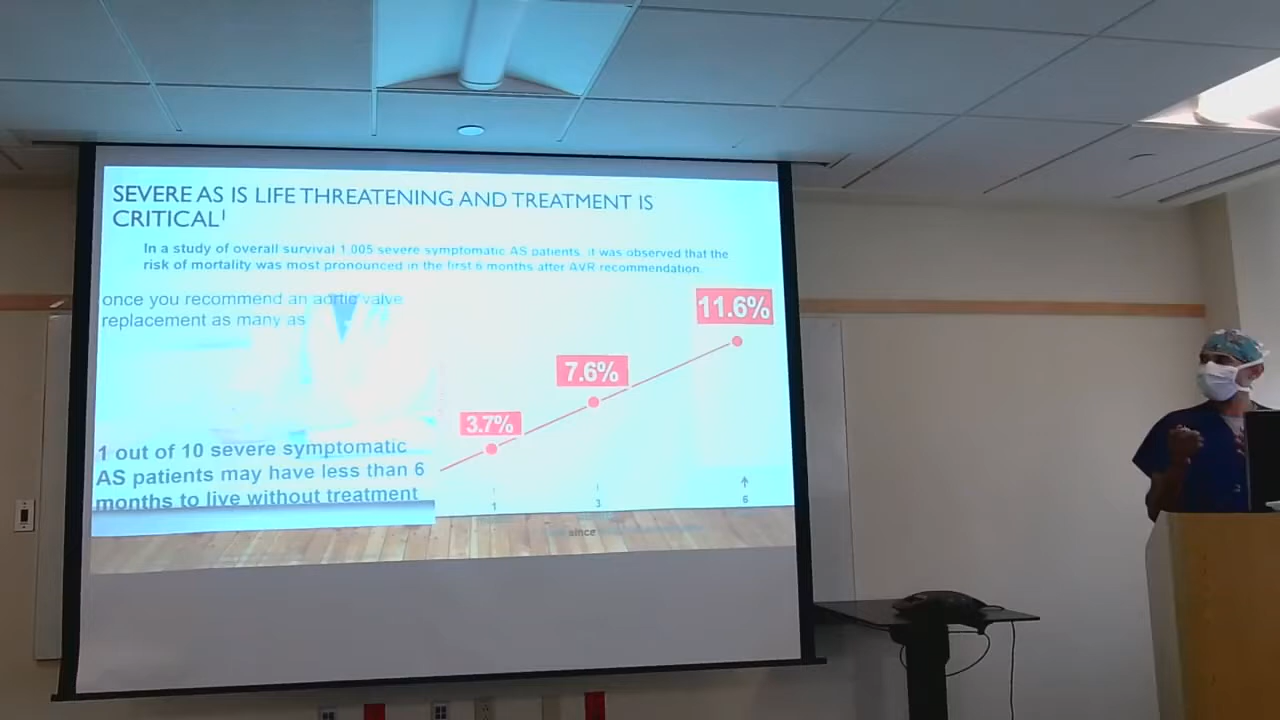 SEVERE AS IS LIFE THREATENING AND TREATMENT IS
CRITICAL¹
In a study of overall survival 1,005 severe symptomatic AS patients, it was observed that the
risk of mortality was most pronounced in the first 6 months after AVR recommendation.
once you recommend an aortic valve
replacement as many as
11.6%
7.6%
3.7%
1 out of 10 severe symptomatic
AS patients may have less than 6
months to live without treatment
1
3
6
since